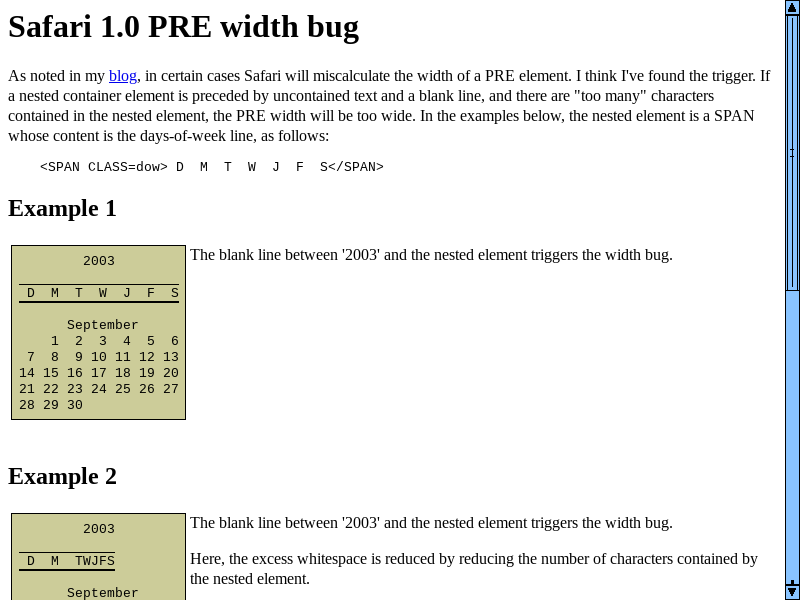 Safari 1.0 PRE width bug
As noted in my blog, in certain cases Safari will miscalculate the width of a PRE element. I think I've found the trigger. If
a nested container element is preceded by uncontained text and a blank line, and there are "too many" characters
contained in the nested element, the PRE width will be too wide. In the examples below, the nested element is a SPAN
whose content is the days-of-week line, as follows:
<SPAN CLASS=dow> D  M  T  W  J  F  S</SPAN>
Example 1
The blank line between '2003' and the nested element triggers the width bug.
2003
D  M  T  W  J  F  S
September
1  2  3  4  5  6
7  8  9 10 11 12 13
14 15 16 17 18 19 20
21 22 23 24 25 26 27
28 29 30
Example 2
The blank line between '2003' and the nested element triggers the width bug.
Here, the excess whitespace is reduced by reducing the number of characters contained by
the nested element.
2003
D  M  TWJFS
September